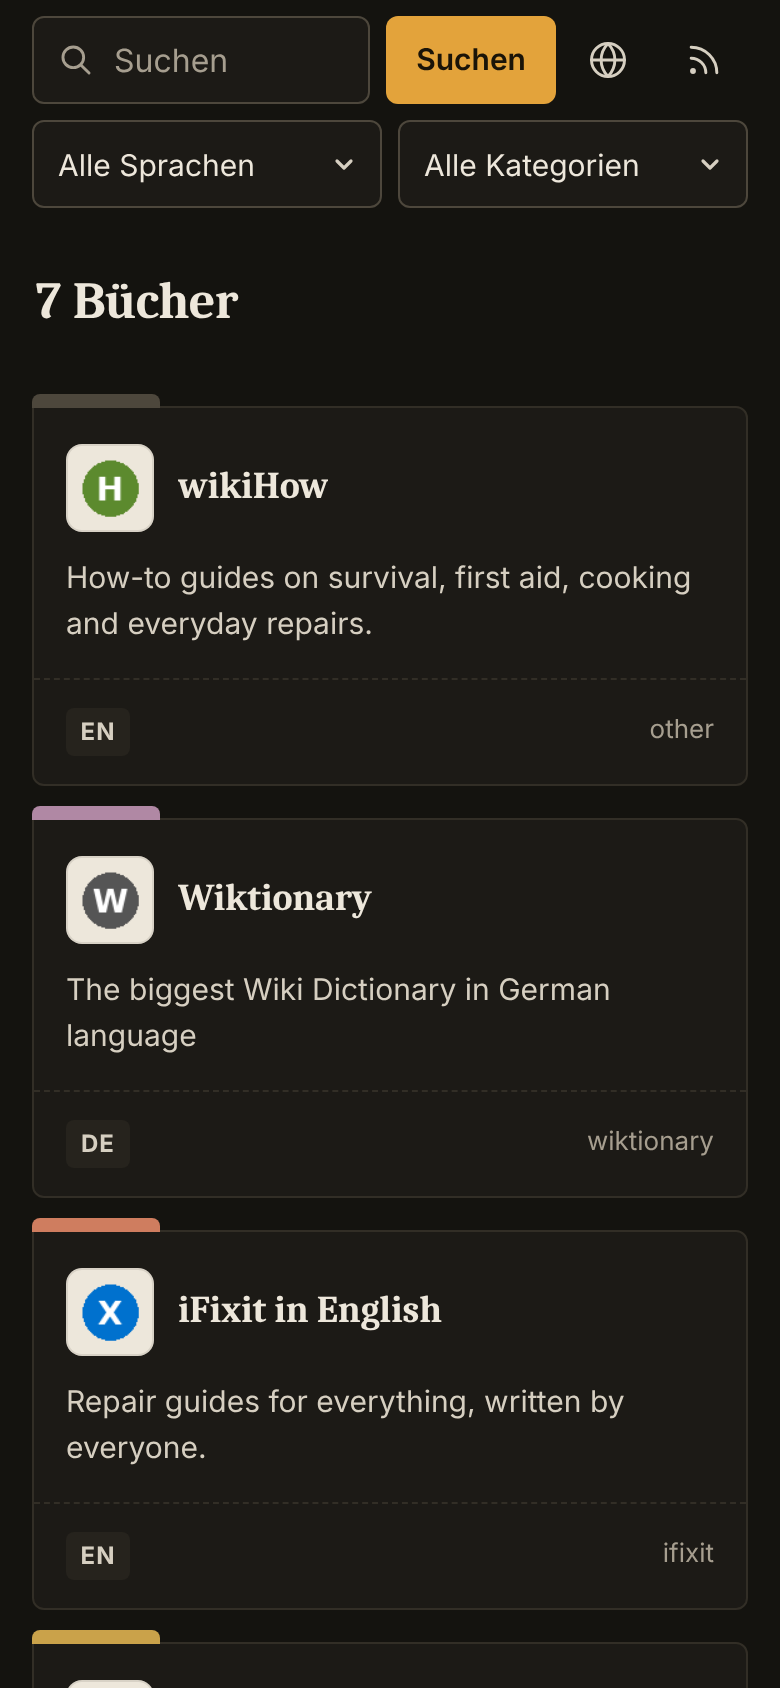 Suchen
Suchen
Alle Sprachen
Alle Kategorien
7 Bücher
H
wikiHow
How-to guides on survival, first aid, cooking
and everyday repairs.
EN
other
W
Wiktionary
The biggest Wiki Dictionary in German
language
DE
wiktionary
X
iFixit in English
Repair guides for everything, written by
everyone.
EN
ifixit